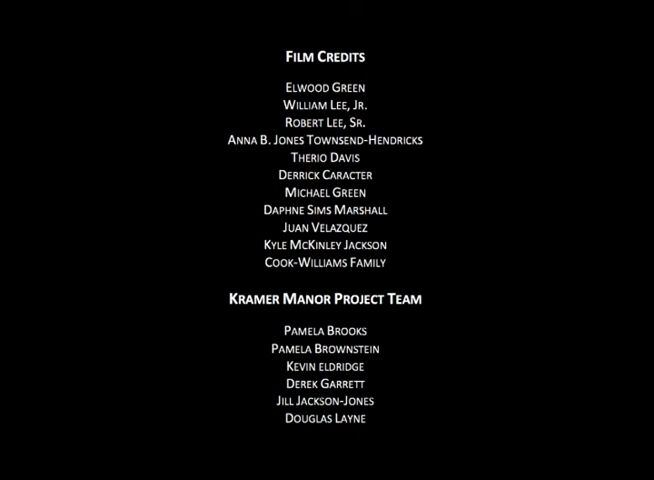 Film Credits
Elwood Green
William Lee, Jr.
Robert Lee, Sr.
Anna B. Jones Townsend-Hendricks
Therio Davis
Derrick Caracter
Michael Green
Daphne Sims Marshall
Juan Velazquez
Kyle McKinley Jackson
Cook-Williams Family
Kramer Manor Project Team
Pamela Brooks
Pamela Brownstein
Kevin eldridge
Derek Garrett
Jill Jackson-Jones
Douglas Layne